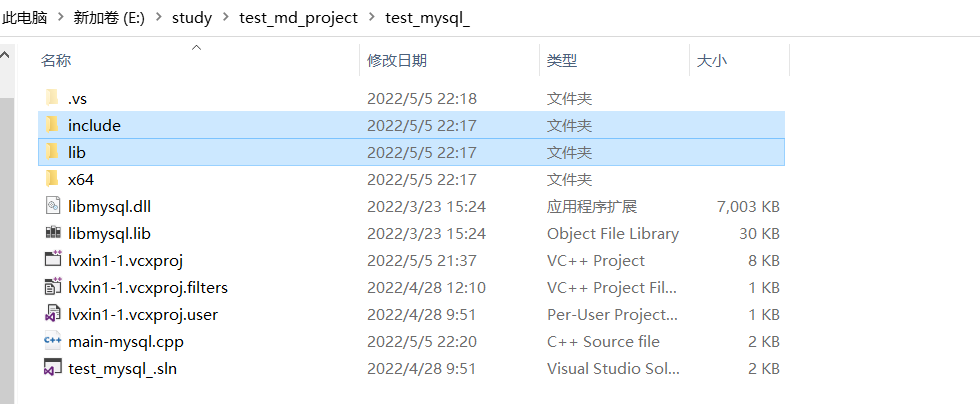 此电脑 > 新加卷 (E:) > study > test_md_project > test_mysql_
名称 修改日期 类型 大小
.vs 2022/5/5 22:18 文件夹
include 2022/5/5 22:17 文件夹
lib 2022/5/5 22:17 文件夹
x64 2022/5/5 22:17 文件夹
libmysql.dll 2022/3/23 15:24 应用程序扩展 7,003 KB
libmysql.lib 2022/3/23 15:24 Object File Library 30 KB
lvxin1-1.vcxproj 2022/5/5 21:37 VC++ Project 8 KB
lvxin1-1.vcxproj.filters 2022/4/28 12:10 VC++ Project Fil... 1 KB
lvxin1-1.vcxproj.user 2022/4/28 9:51 Per-User Project... 1 KB
main-mysql.cpp 2022/5/5 22:20 C++ Source file 2 KB
test_mysql_.sln 2022/4/28 9:51 Visual Studio Sol... 2 KB